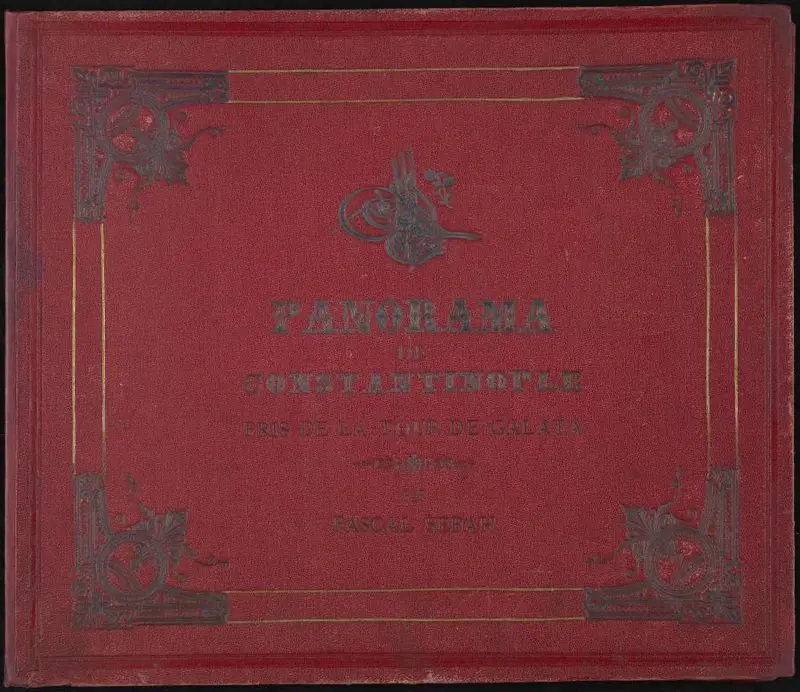 PANORAMA
DE
CONSTANTINOPLE
PRIS DE LA TOUR DE GALATA
PAR
PASCAL SEBAH